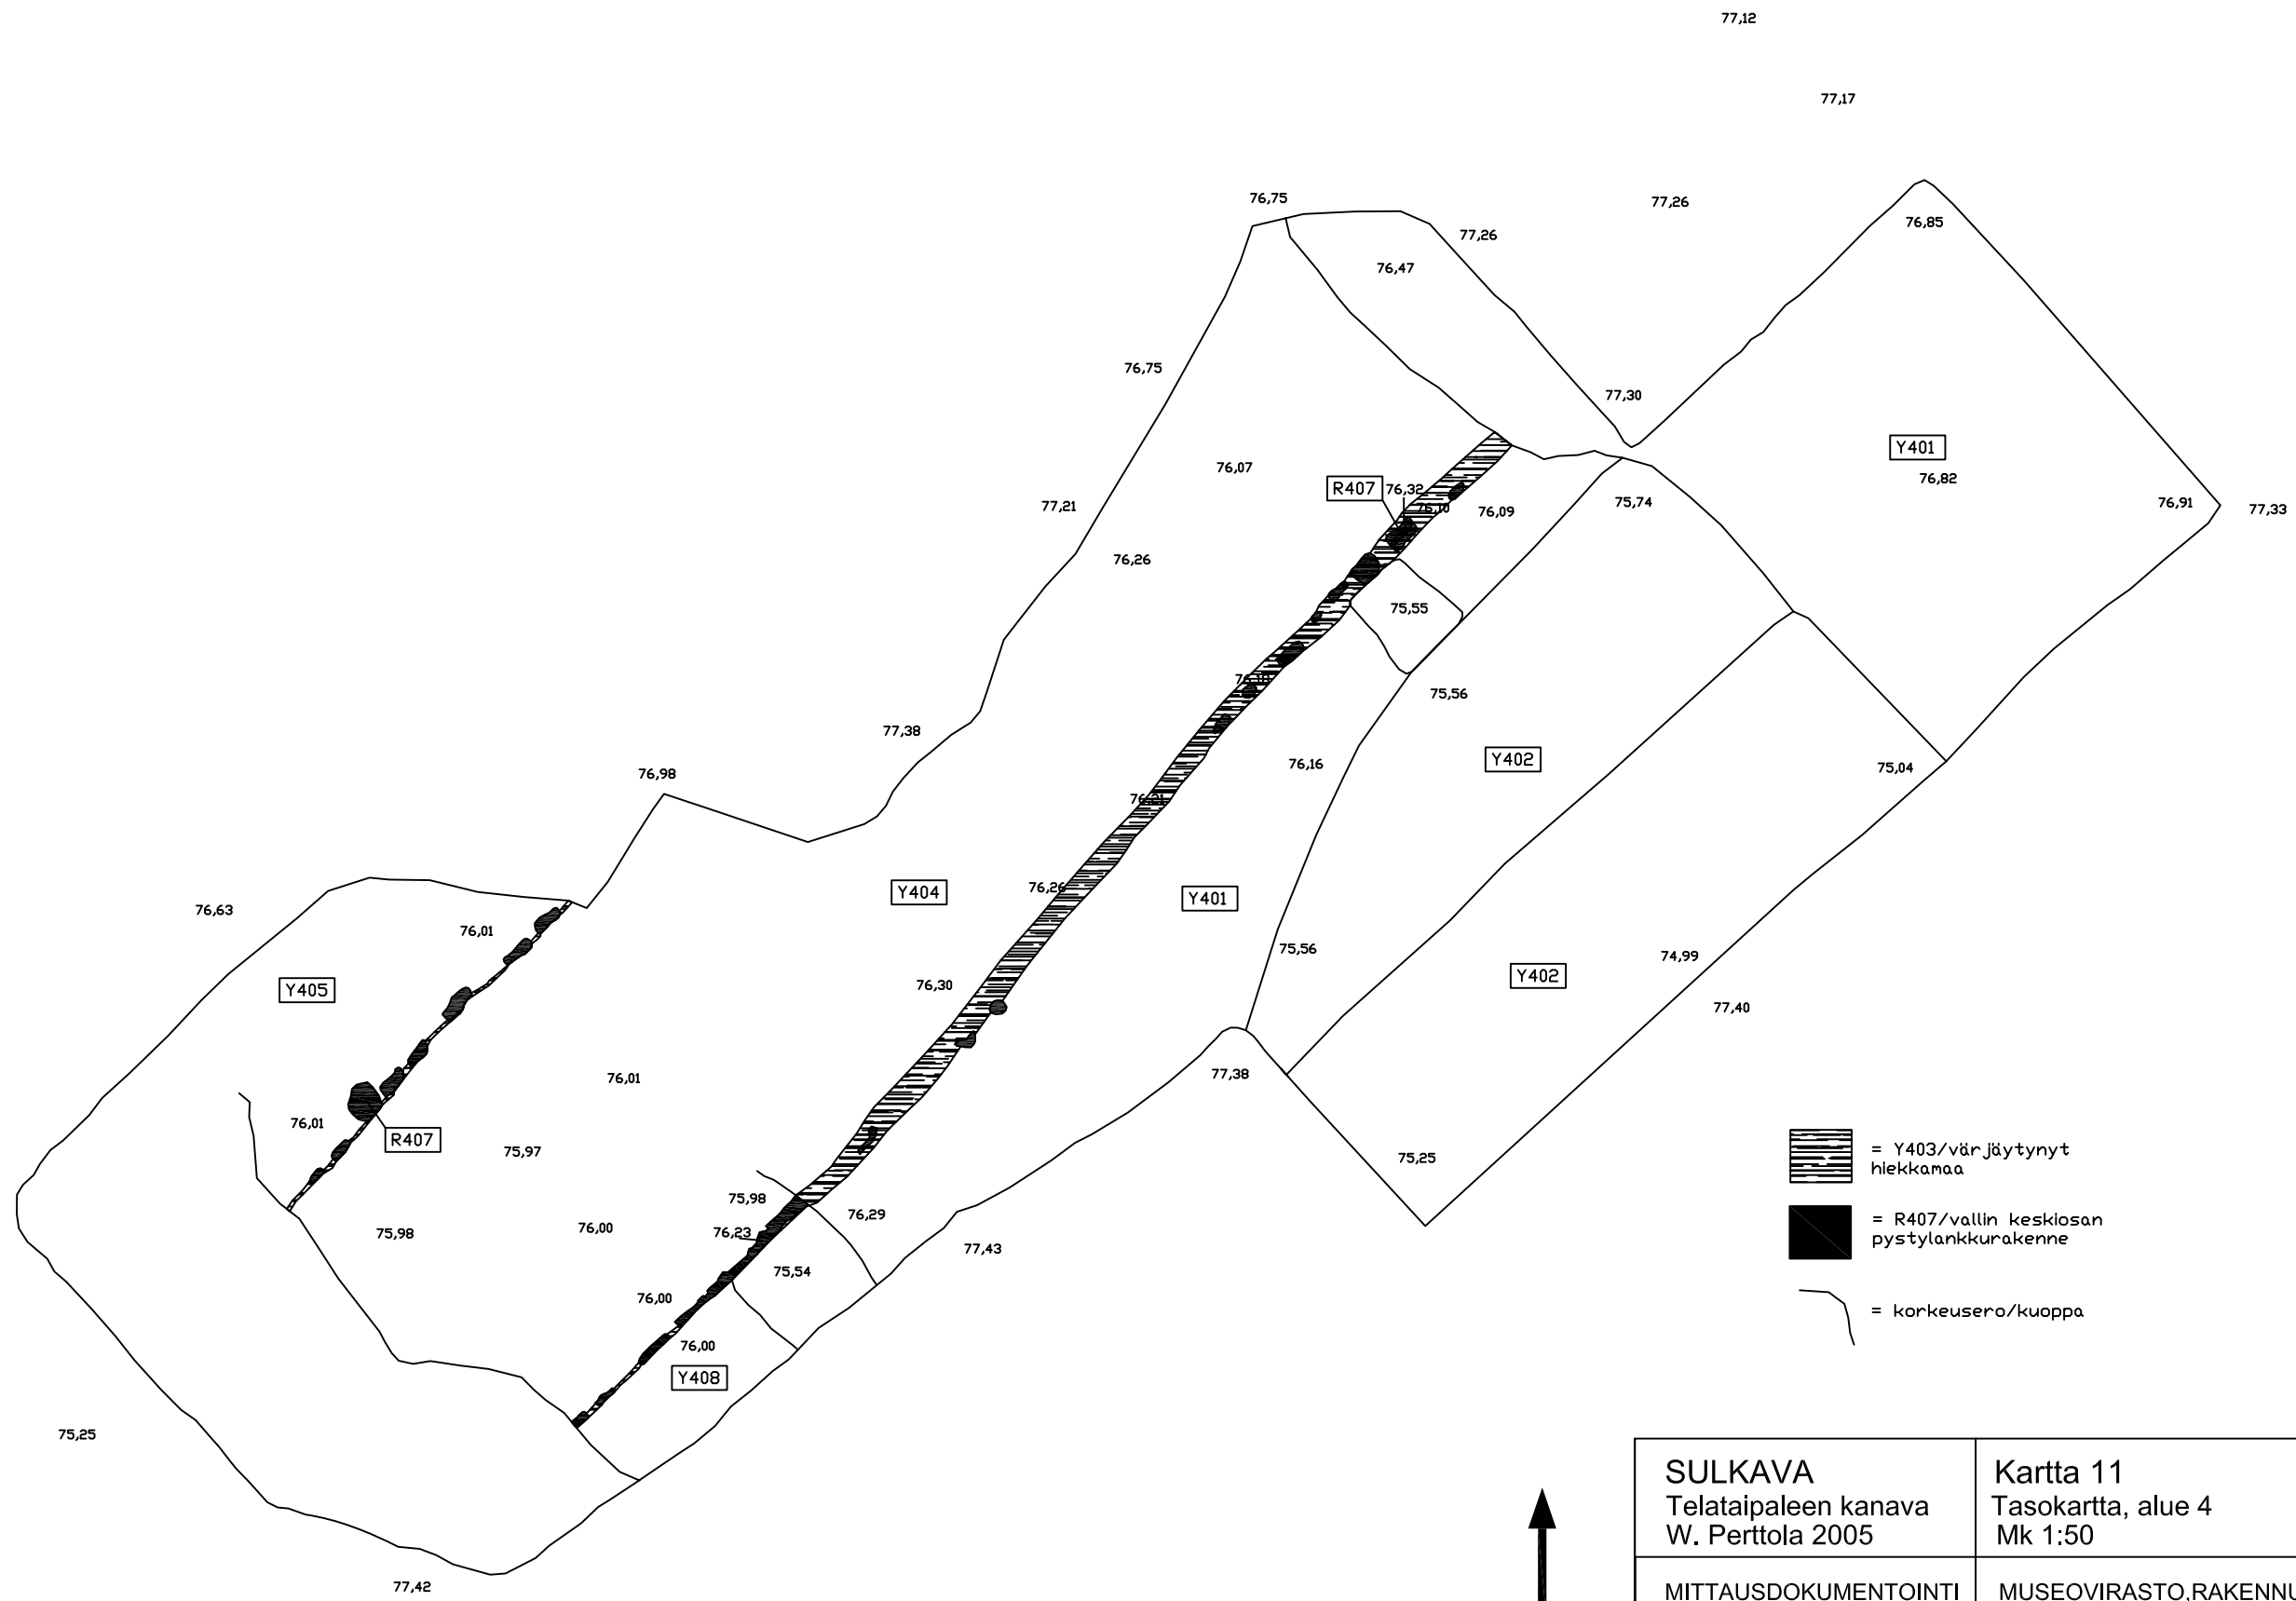 77,12
77,17
76,75
77,26
76,85
77,26
76,47
76,75
77,30
76,07
Y401
76,82
R407
76,32
76,10
76,09
75,74
76,91
77,33
77,21
76,26
75,55
75,56
77,38
76,98
76,16
Y402
75,04
76,21
Y404
76,26
Y401
76,63
76,01
75,56
74,99
Y402
Y405
76,30
77,40
76,01
77,38
76,01
R407
75,97
75,25
= Y403/värjäytynyt
hiekkamaa
75,98
76,29
= R407/vallin keskiosan
pystylankkurakenne
75,98
76,00
76,23
77,43
75,54
76,00
= korkeusero/kuoppa
76,00
Y408
75,25
77,42
SULKAVA
Telataipaleen kanava
W. Perttola 2005
Kartta 11
Tasokartta, alue 4
Mk 1:50
MITTAUSDOKUMENTOINTI
MUSEOVIRASTO,RAKENNU